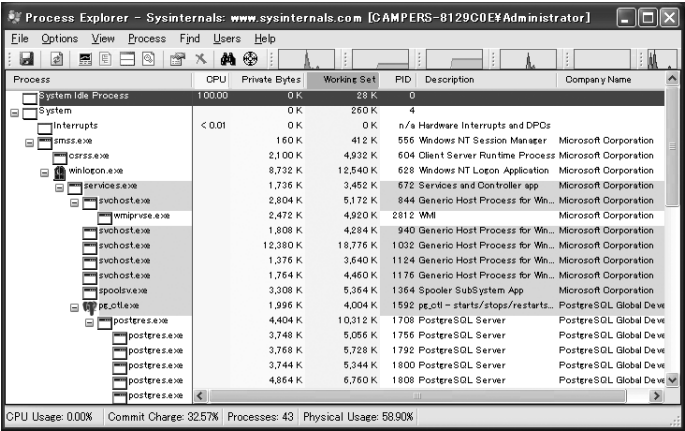 Process Explorer - Sysinternals: www.sysinternals.com [CAMPERS-8129C0E¥Administrator]
File Options View Process Find Users Help
Process CPU Private Bytes Working Set PID Description Company Name
System Idle Process 100.00 0 K 28 K 0
System 0 K 260 K 4
Interrupts < 0.01 0 K 0 K n/a Hardware Interrupts and DPCs
smss.exe 160 K 412 K 556 Windows NT Session Manager Microsoft Corporation
csrss.exe 2,100 K 4,932 K 604 Client Server Runtime Process Microsoft Corporation
winlogon.exe 8,732 K 12,540 K 628 Windows NT Logon Application Microsoft Corporation
services.exe 1,736 K 3,452 K 672 Services and Controller app Microsoft Corporation
svchost.exe 2,804 K 5,172 K 844 Generic Host Process for Win... Microsoft Corporation
wmiprvse.exe 2,472 K 4,920 K 2812 WMI
svchost.exe 1,808 K 4,284 K 940 Generic Host Process for Win... Microsoft Corporation
svchost.exe 12,380 K 18,776 K 1032 Generic Host Process for Win... Microsoft Corporation
svchost.exe 1,376 K 3,640 K 1124 Generic Host Process for Win... Microsoft Corporation
svchost.exe 1,764 K 4,460 K 1176 Generic Host Process for Win... Microsoft Corporation
spoolsv.exe 3,308 K 5,364 K 1364 Spooler SubSystem App Microsoft Corporation
pg_ctl.exe 1,996 K 4,004 K 1592 pg_ctl - starts/stops/restarts... PostgreSQL Global Deve
postgres.exe 4,404 K 10,312 K 1708 PostgreSQL Server PostgreSQL Global Deve
postgres.exe 3,748 K 5,056 K 1756 PostgreSQL Server PostgreSQL Global Deve
postgres.exe 3,768 K 5,728 K 1792 PostgreSQL Server PostgreSQL Global Deve
postgres.exe 3,744 K 5,344 K 1800 PostgreSQL Server PostgreSQL Global Deve
postgres.exe 4,864 K 6,760 K 1808 PostgreSQL Server PostgreSQL Global Deve
postgres.exe
CPU Usage: 0.00% Commit Charge: 32.57% Processes: 43 Physical Usage: 58.90%